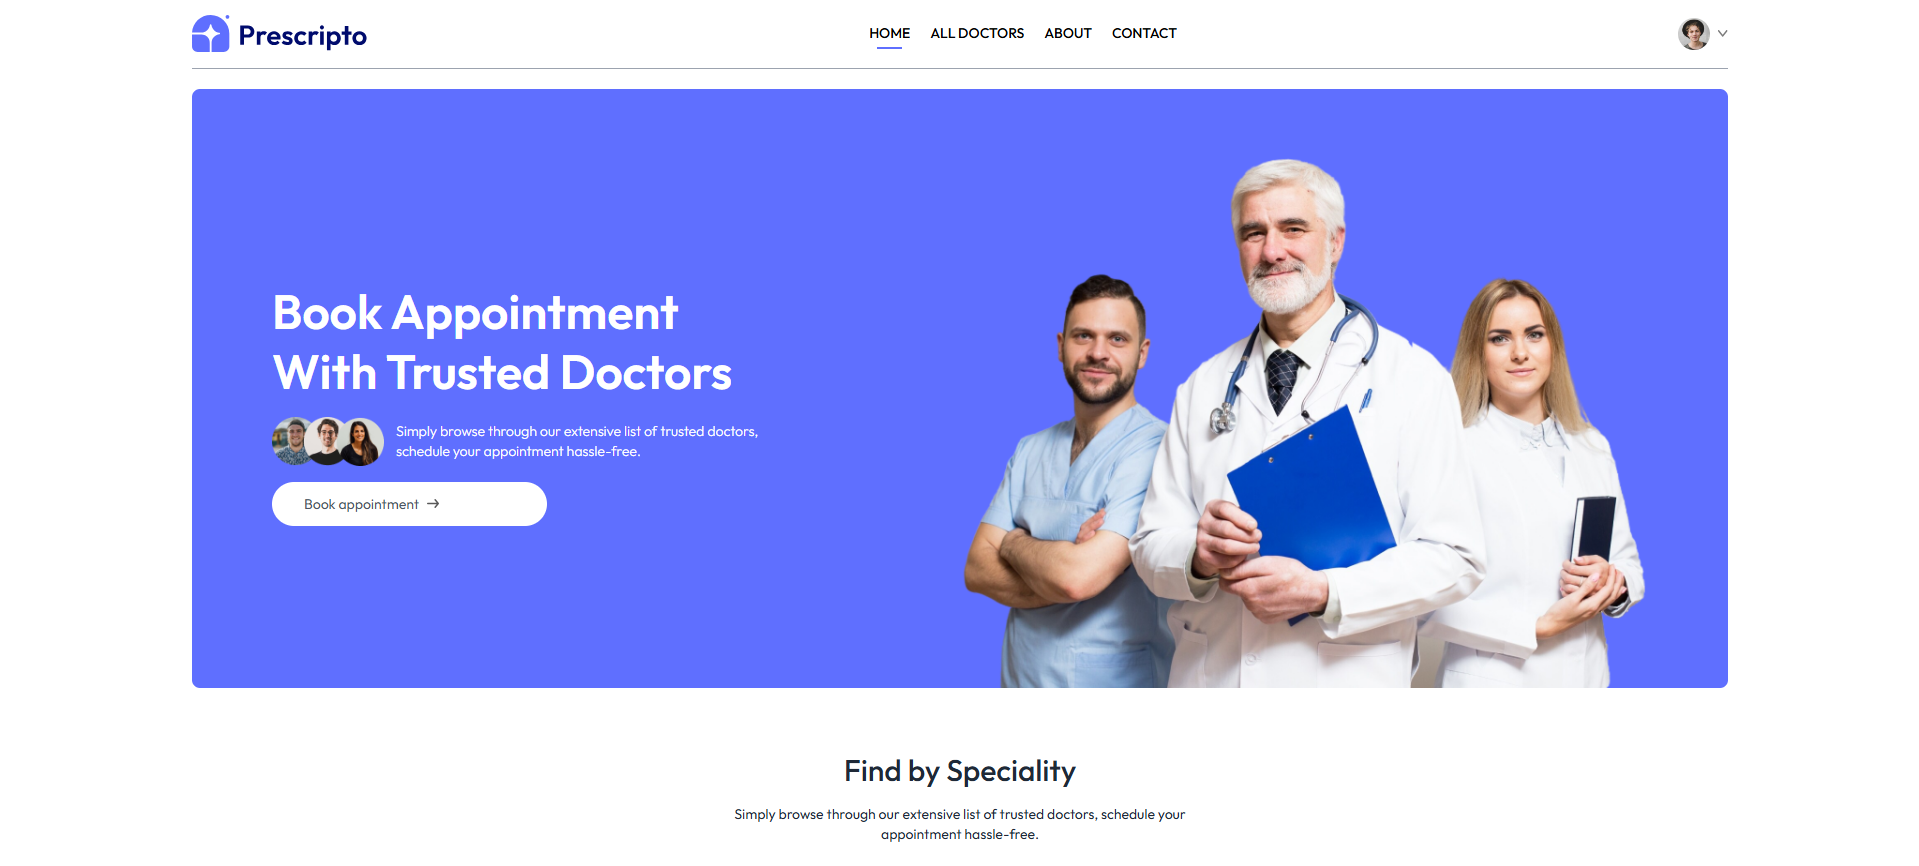 Prescripto
HOME ALL DOCTORS ABOUT CONTACT
Book Appointment
With Trusted Doctors
Simply browse through our extensive list of trusted doctors,
schedule your appointment hassle-free.
Book appointment →
Find by Speciality
Simply browse through our extensive list of trusted doctors, schedule your
appointment hassle-free.